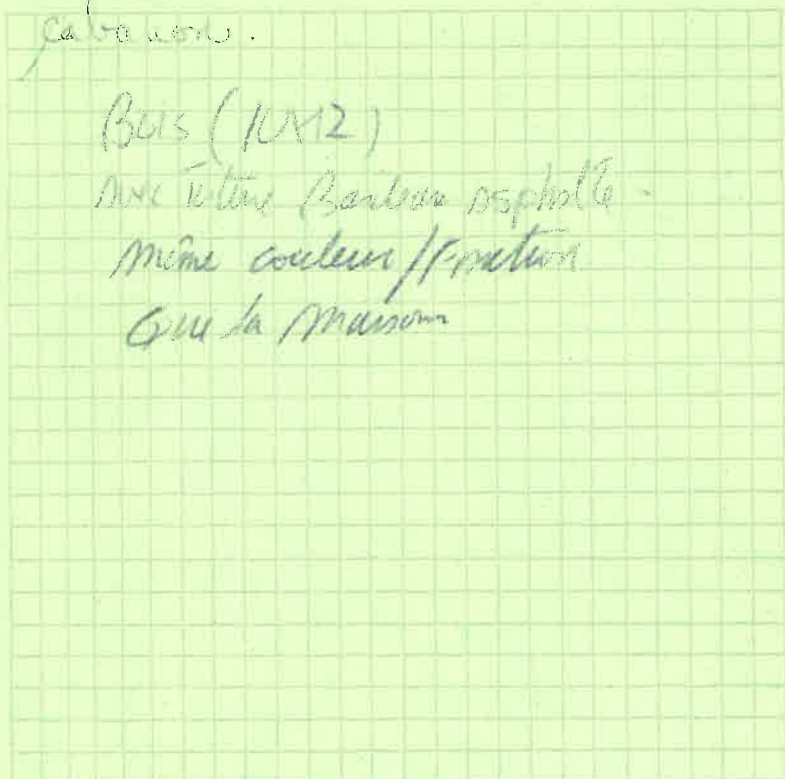 cabanon.
Bois (10x12)
Avec Toiture Bardeau Asphalte.
même couleur/Finition
Que la maison